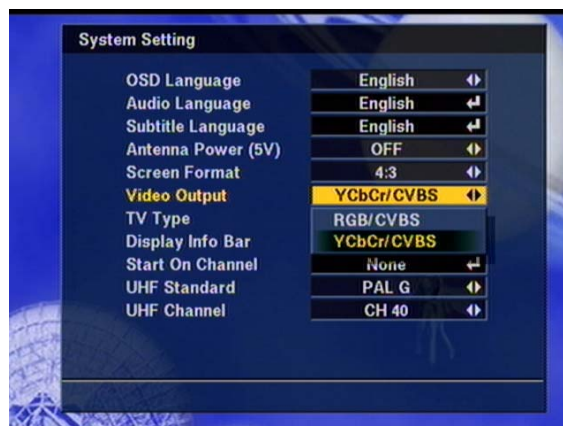 System Setting
OSD Language English
Audio Language English
Subtitle Language English
Antenna Power (5V) OFF
Screen Format 4:3
Video Output YCbCr/CVBS
TV Type RGB/CVBS
Display Info Bar YCbCr/CVBS
Start On Channel None
UHF Standard PAL G
UHF Channel CH 40